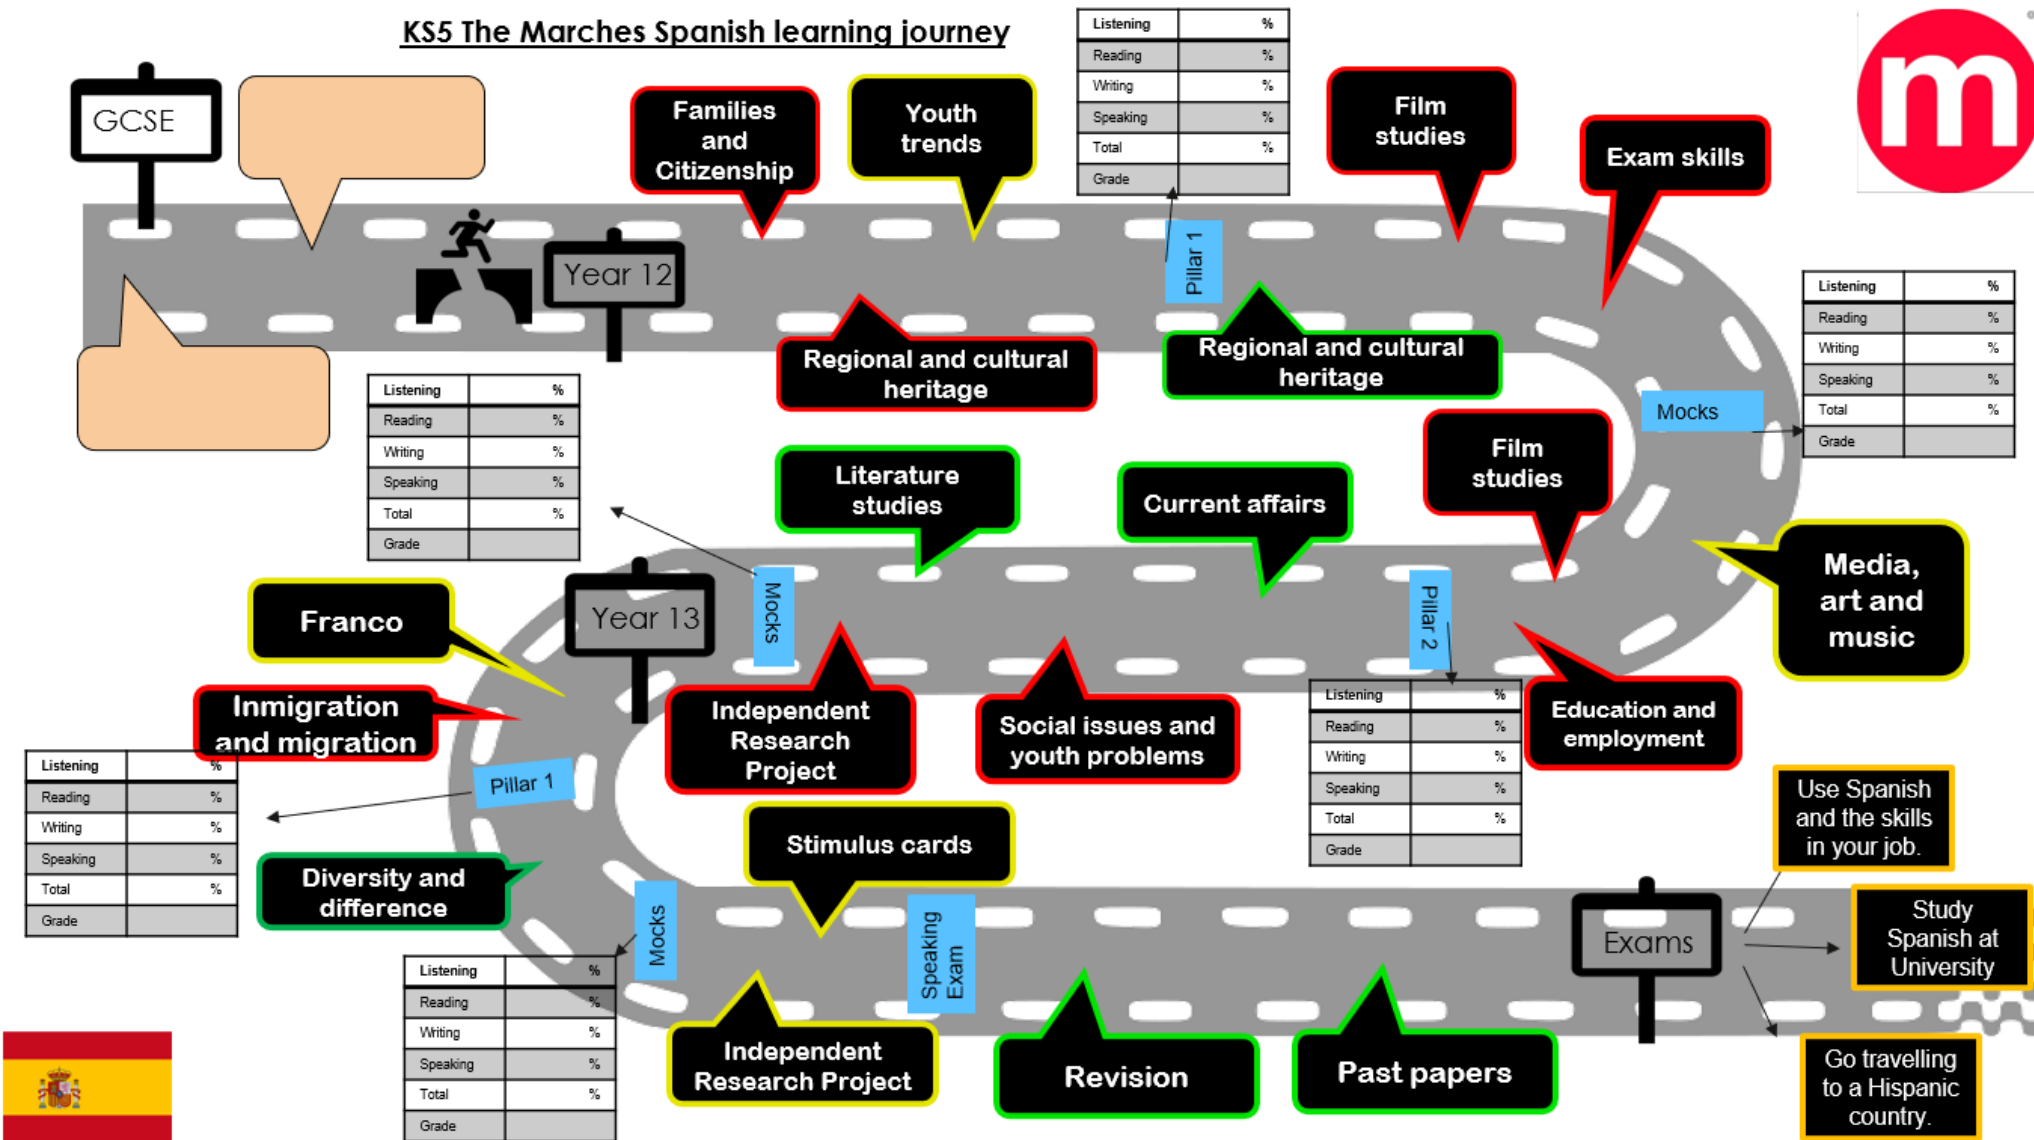 KS5 The Marches Spanish learning journey
m
GCSE
Families
and
Citizenship
Youth
trends
Listening %
Reading %
Writing %
Speaking %
Total %
Grade
Film
studies
Exam skills
Year 12
Pillar 1
Regional and cultural
heritage
Regional and cultural
heritage
Listening %
Reading %
Writing %
Speaking %
Total %
Grade
Mocks
Listening %
Reading %
Writing %
Speaking %
Total %
Grade
Literature
studies
Current affairs
Film
studies
Media,
art and
music
Year 13
Mocks
Pillar 2
Franco
Inmigration
and migration
Independent
Research
Project
Social issues and
youth problems
Listening %
Reading %
Writing %
Speaking %
Total %
Grade
Education and
employment
Listening %
Reading %
Writing %
Speaking %
Total %
Grade
Pillar 1
Diversity and
difference
Stimulus cards
Use Spanish
and the skills
in your job.
Mocks
Speaking
Exam
Exams
Study
Spanish at
University
Listening %
Reading %
Writing %
Speaking %
Total %
Grade
Independent
Research Project
Revision
Past papers
Go travelling
to a Hispanic
country.